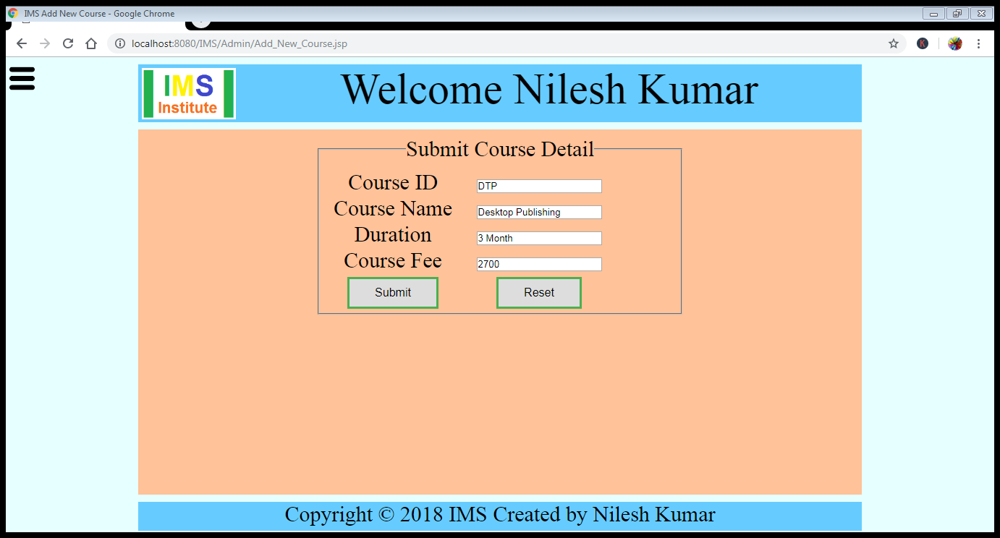 IMS Add New Course - Google Chrome
localhost:8080/IMS/Admin/Add_New_Course.jsp
K
IMS
Institute
Welcome Nilesh Kumar
Submit Course Detail
Course ID DTP
Course Name Desktop Publishing
Duration 3 Month
Course Fee 2700
Submit Reset
Copyright © 2018 IMS Created by Nilesh Kumar